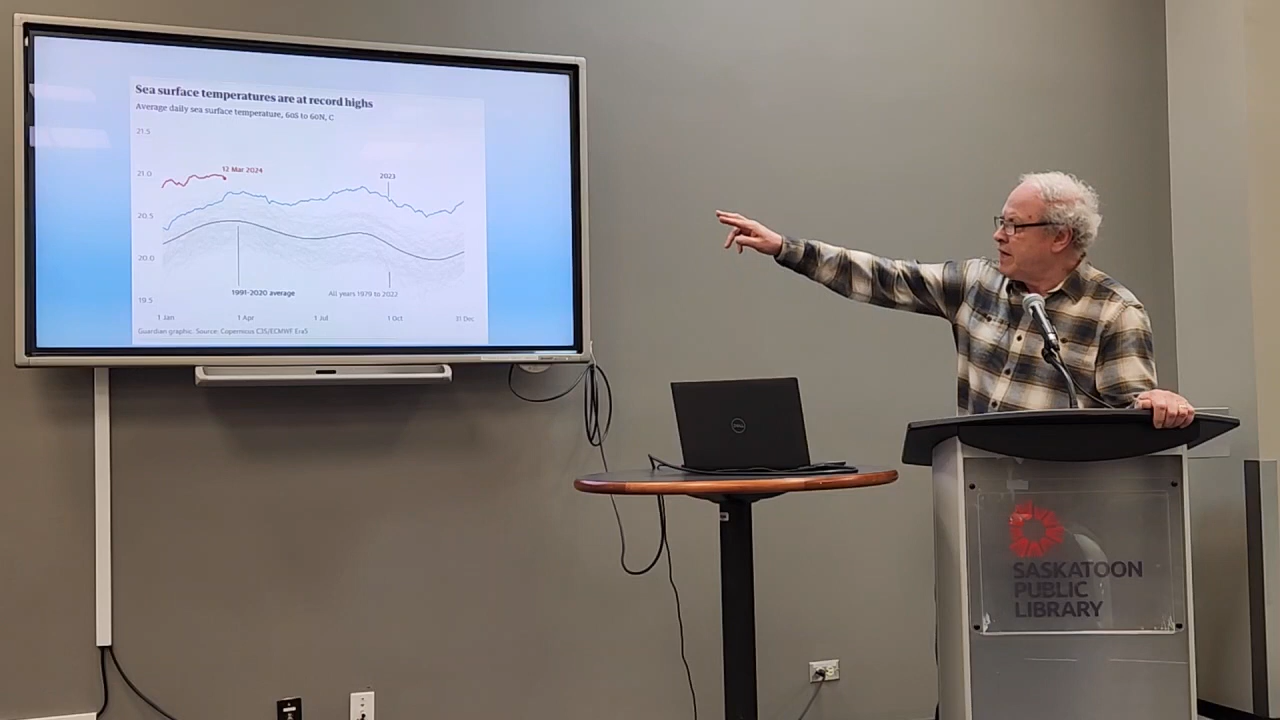 Sea surface temperatures are at record highs
Average daily sea surface temperature, 60S to 60N, C
21.5
21.0
12 Mar 2024
2023
20.5
20.0
1991-2020 average
All years 1979 to 2022
19.5
1 Jan
1 Apr
1 Jul
1 Oct
31 Dec
Guardian graphic. Source: Copernicus C3S/ECMWF Era5
DELL
SASKATOON
PUBLIC
LIBRARY